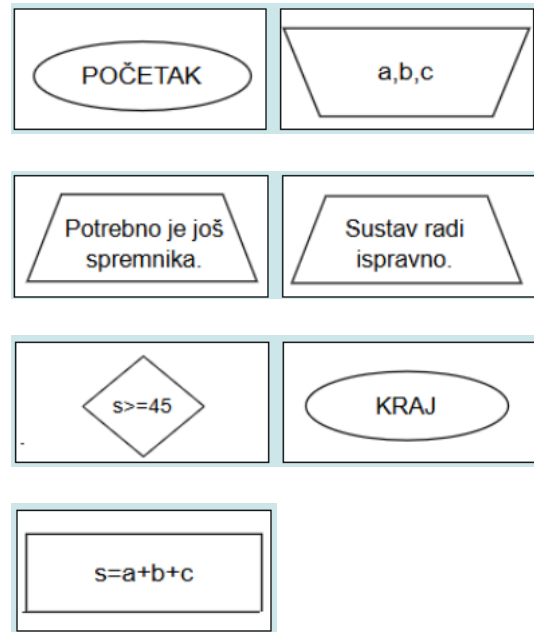 POČETAK
a,b,c
Potrebno je još
spremnika.
Sustav radi
ispravno.
s>=45
KRAJ
s=a+b+c